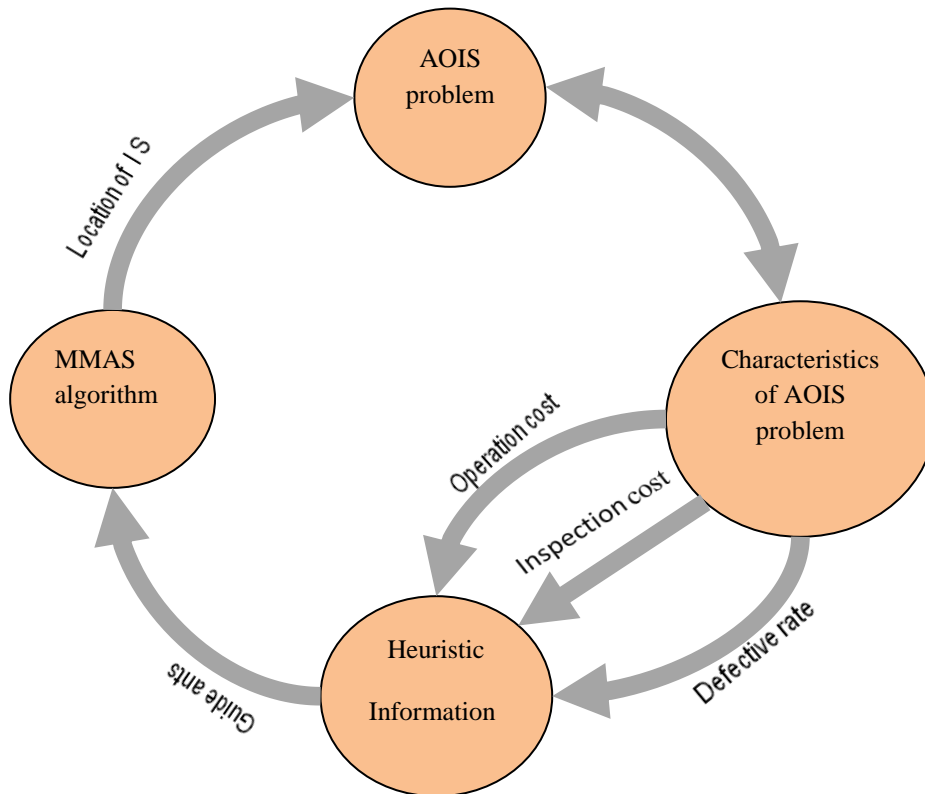 AOIS
problem
Location of I S
MMAS
algorithm
Characteristics
of AOIS
problem
Operation cost
Inspection cost
Defective rate
Heuristic
Information
Guide ants